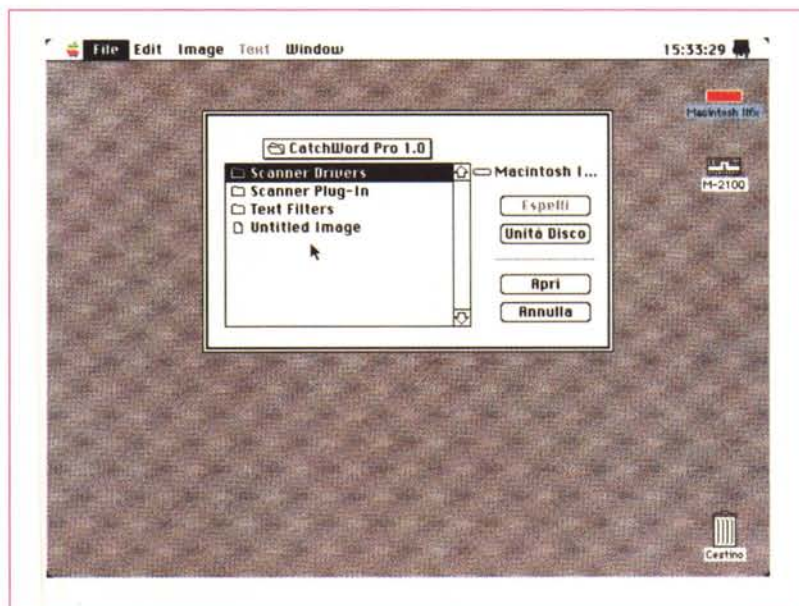 File Edit Image Text Window 15:33:29
Macintosh IIfx
CatchWord Pro 1.0
Scanner Drivers
Macintosh I...
Scanner Plug-In
M-2100
Text Filters
Espelli
Untitled Image
Unitá Disco
Apri
Annulla
Cestino